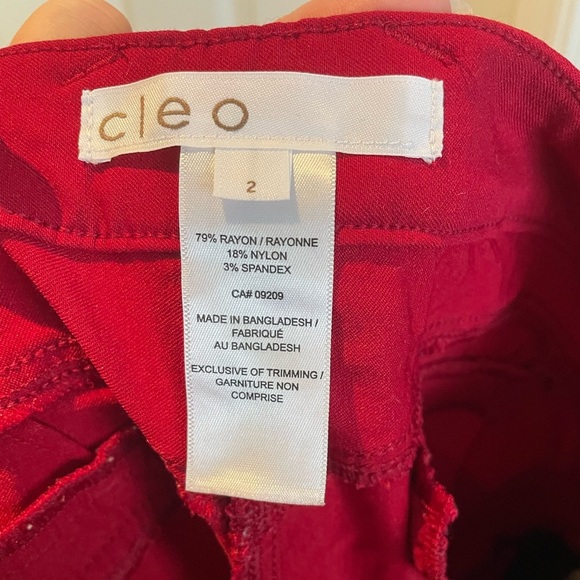 cleo
2
79% RAYON / RAYONNE
18% NYLON
3% SPANDEX
CA# 09209
MADE IN BANGLADESH /
FABRIQUÉ
AU BANGLADESH
EXCLUSIVE OF TRIMMING /
GARNITURE NON
COMPRISE